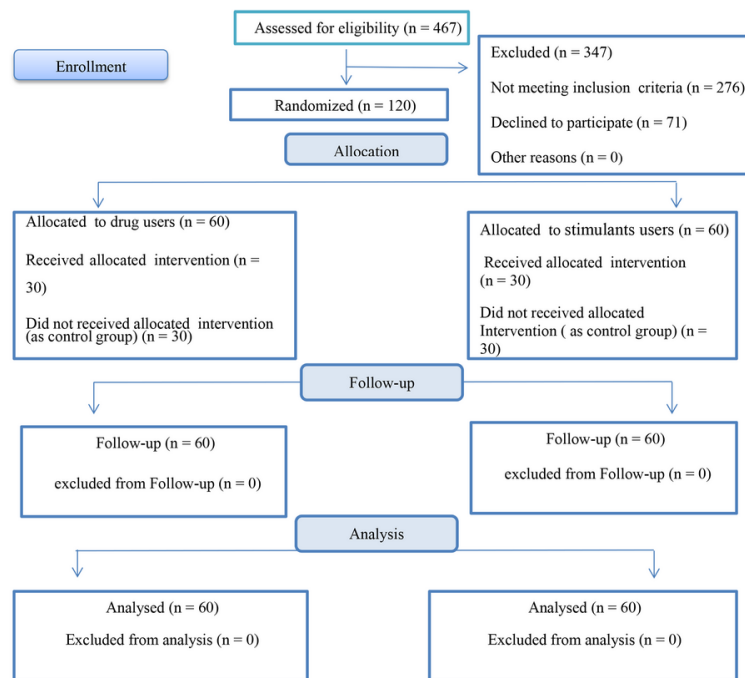 Assessed for eligibility (n = 467)
Enrollment
Excluded (n = 347)
Not meeting inclusion criteria (n = 276)
Declined to participate (n = 71)
Other reasons (n = 0)
Randomized (n = 120)
Allocation
Allocated to drug users (n = 60)
Received allocated intervention (n =
30)
Did not received allocated intervention
(as control group) (n = 30)
Allocated to stimulants users (n = 60)
Received allocated intervention
(n = 30)
Did not received allocated
Intervention ( as control group) (n =
30)
Follow-up
Follow-up (n = 60)
excluded from Follow-up (n = 0)
Follow-up (n = 60)
excluded from Follow-up (n = 0)
Analysis
Analysed (n = 60)
Excluded from analysis (n = 0)
Analysed (n = 60)
Excluded from analysis (n = 0)